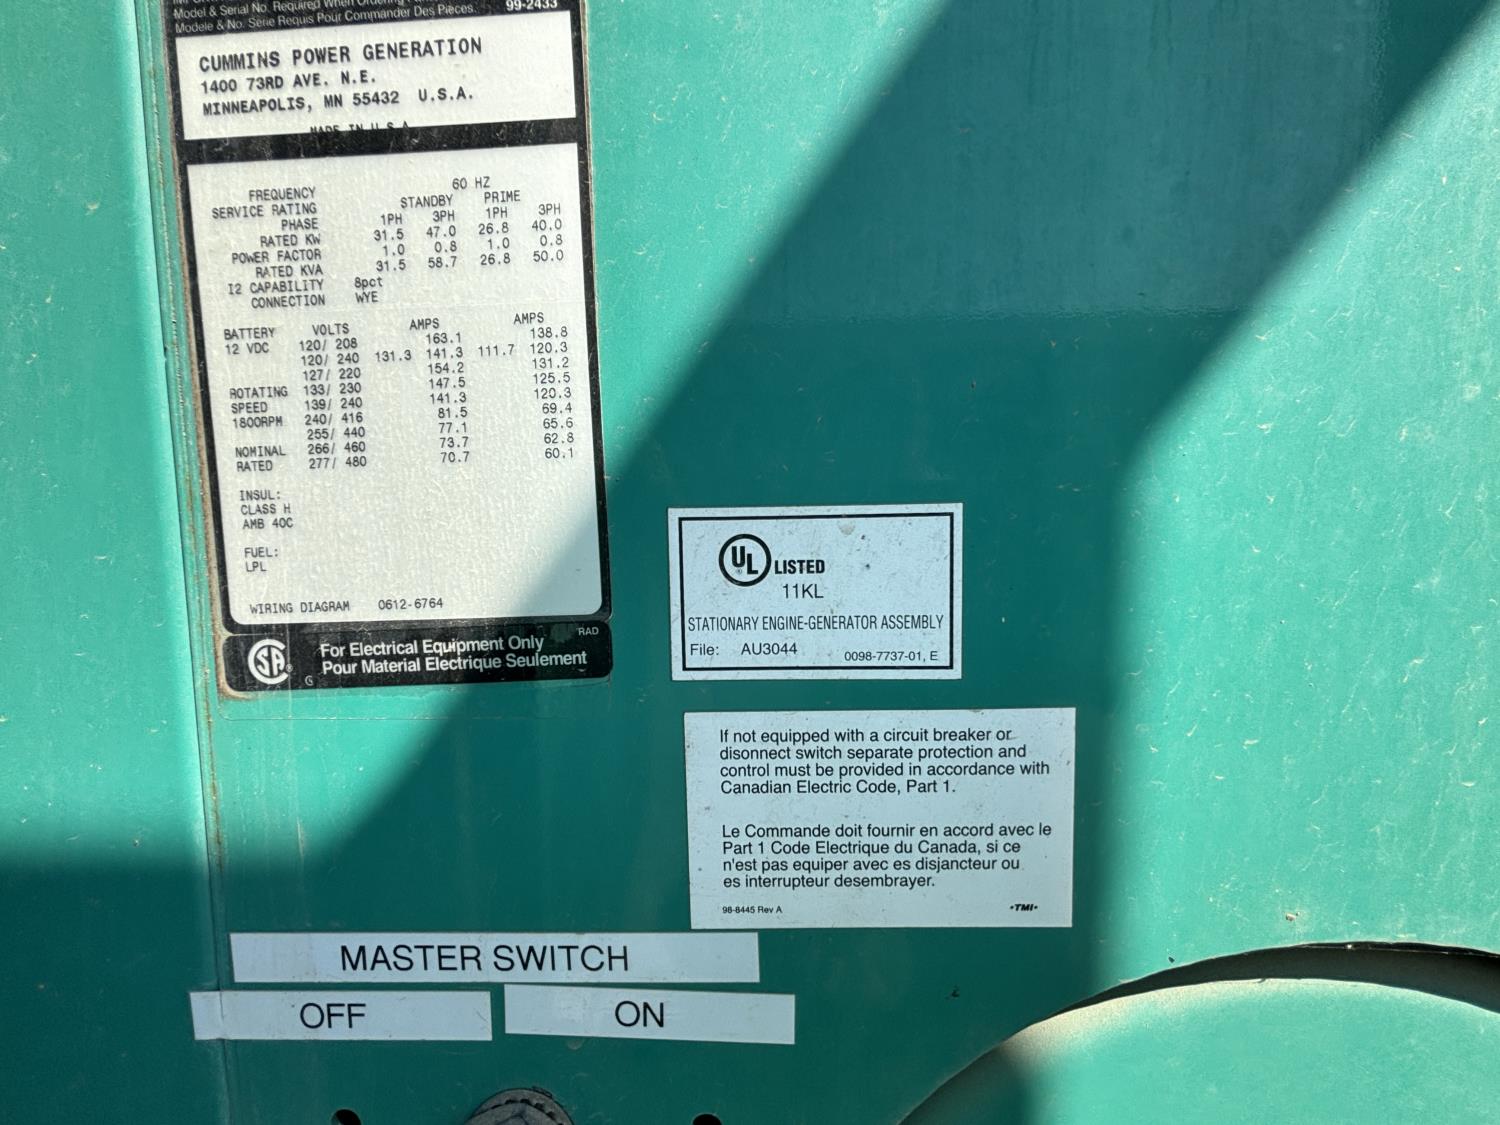 Model & Serial No. Required When Ordering
Modele & No. Serie Requis Pour Commander Des Pieces. 99-2433
CUMMINS POWER GENERATION
1400 73RD AVE. N.E.
MINNEAPOLIS, MN 55432 U.S.A.
MADE IN U.S.A.
FREQUENCY 60 HZ
SERVICE RATING STANDBY PRIME
PHASE 1PH 3PH 1PH 3PH
RATED KW 31.5 47.0 26.8 40.0
POWER FACTOR 1.0 0.8 1.0 0.8
RATED KVA 31.5 58.7 26.8 50.0
I2 CAPABILITY 8pct
CONNECTION WYE
BATTERY VOLTS AMPS AMPS
12 VDC 120/ 208 163.1 138.8
120/ 240 131.3 141.3 111.7 120.3
127/ 220 154.2 131.2
ROTATING 133/ 230 147.5 125.5
SPEED 139/ 240 141.3 120.3
1800RPM 240/ 416 81.5 69.4
255/ 440 77.1 65.6
NOMINAL 266/ 460 73.7 62.8
RATED 277/ 480 70.7 60.1
INSUL:
CLASS H
AMB 40C
FUEL:
LPL
WIRING DIAGRAM 0612-6764
RAD
SA
For Electrical Equipment Only
Pour Material Electrique Seulement
G
UL LISTED
11KL
STATIONARY ENGINE-GENERATOR ASSEMBLY
File: AU3044 0098-7737-01, E
If not equipped with a circuit breaker or
disonnect switch separate protection and
control must be provided in accordance with
Canadian Electric Code, Part 1.
Le Commande doit fournir en accord avec le
Part 1 Code Electrique du Canada, si ce
n'est pas equiper avec es disjancteur ou
es interrupteur desembrayer.
98-8445 Rev A •TMI•
MASTER SWITCH
OFF ON